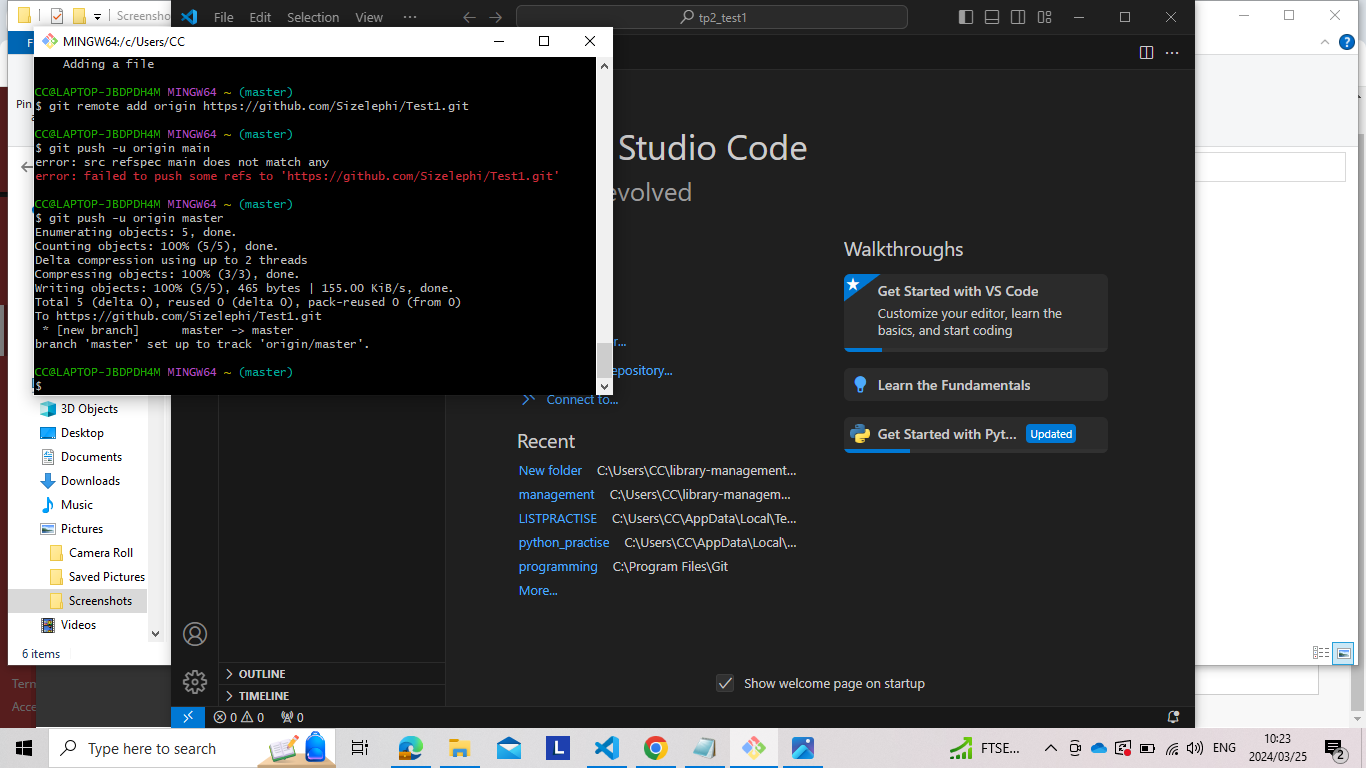 Screensho
File Edit Selection View ...
tp2_test1
MINGW64:/c/Users/CC
Adding a file
CC@LAPTOP-JBDPDH4M MINGW64 ~ (master)
$ git remote add origin https://github.com/Sizelephi/Test1.git
CC@LAPTOP-JBDPDH4M MINGW64 ~ (master)
$ git push -u origin main
error: src refspec main does not match any
error: failed to push some refs to 'https://github.com/Sizelephi/Test1.git'
CC@LAPTOP-JBDPDH4M MINGW64 ~ (master)
$ git push -u origin master
Enumerating objects: 5, done.
Counting objects: 100% (5/5), done.
Delta compression using up to 2 threads
Compressing objects: 100% (3/3), done.
Writing objects: 100% (5/5), 465 bytes | 155.00 KiB/s, done.
Total 5 (delta 0), reused 0 (delta 0), pack-reused 0 (from 0)
To https://github.com/Sizelephi/Test1.git
* [new branch] master -> master
branch 'master' set up to track 'origin/master'.
CC@LAPTOP-JBDPDH4M MINGW64 ~ (master)
$
F
Pin
3D Objects
Desktop
Documents
Downloads
Music
Pictures
Camera Roll
Saved Pictures
Screenshots
Videos
6 items
Term
Acce
OUTLINE
TIMELINE
Studio Code
evolved
r...
epository...
Connect to...
Recent
New folder C:\Users\CC\library-management...
management C:\Users\CC\library-managem...
LISTPRACTISE C:\Users\CC\AppData\Local\Te...
python_practise C:\Users\CC\AppData\Local\...
programming C:\Program Files\Git
More...
Walkthroughs
Get Started with VS Code
Customize your editor, learn the
basics, and start coding
Learn the Fundamentals
Get Started with Pyt... Updated
Show welcome page on startup
0 0 0
Type here to search
L
FTSE...
ENG
10:23
2024/03/25
2